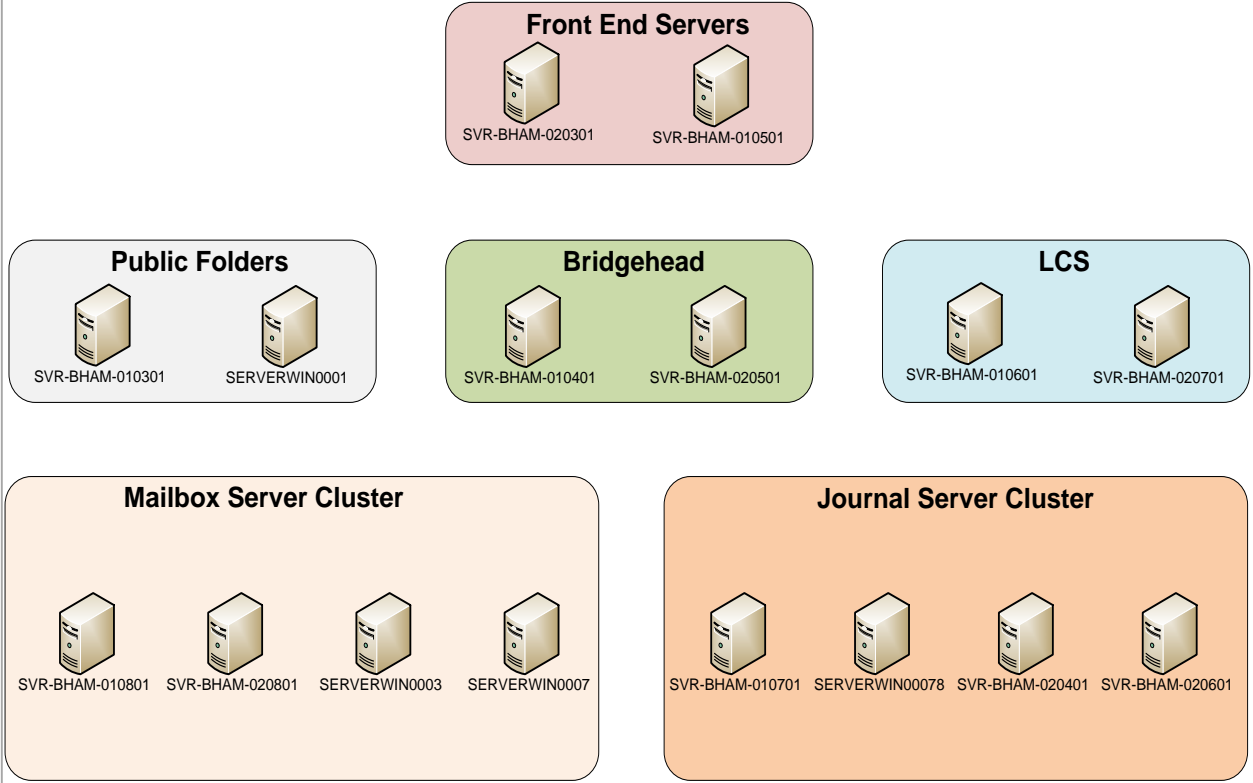 Front End Servers
SVR-BHAM-020301
SVR-BHAM-010501
Public Folders
SVR-BHAM-010301
SERVERWIN0001
Bridgehead
SVR-BHAM-010401
SVR-BHAM-020501
LCS
SVR-BHAM-010601
SVR-BHAM-020701
Mailbox Server Cluster
SVR-BHAM-010801
SVR-BHAM-020801
SERVERWIN0003
SERVERWIN0007
Journal Server Cluster
SVR-BHAM-010701
SERVERWIN00078
SVR-BHAM-020401
SVR-BHAM-020601